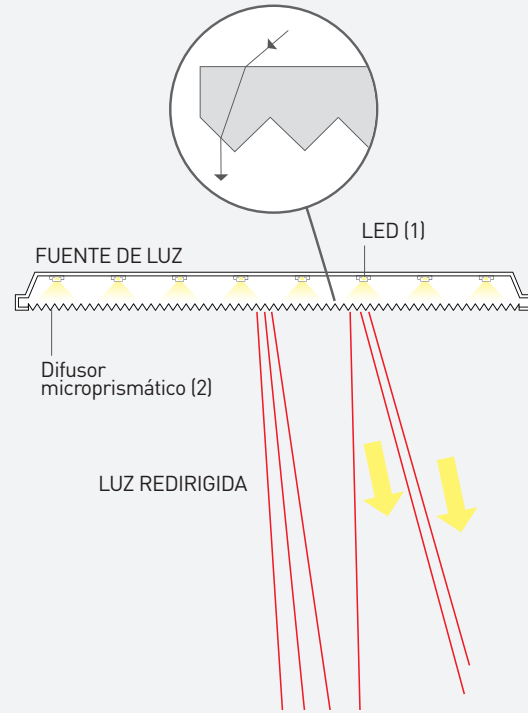 LED (1)
FUENTE DE LUZ
Difusor
microprismático (2)
LUZ REDIRIGIDA